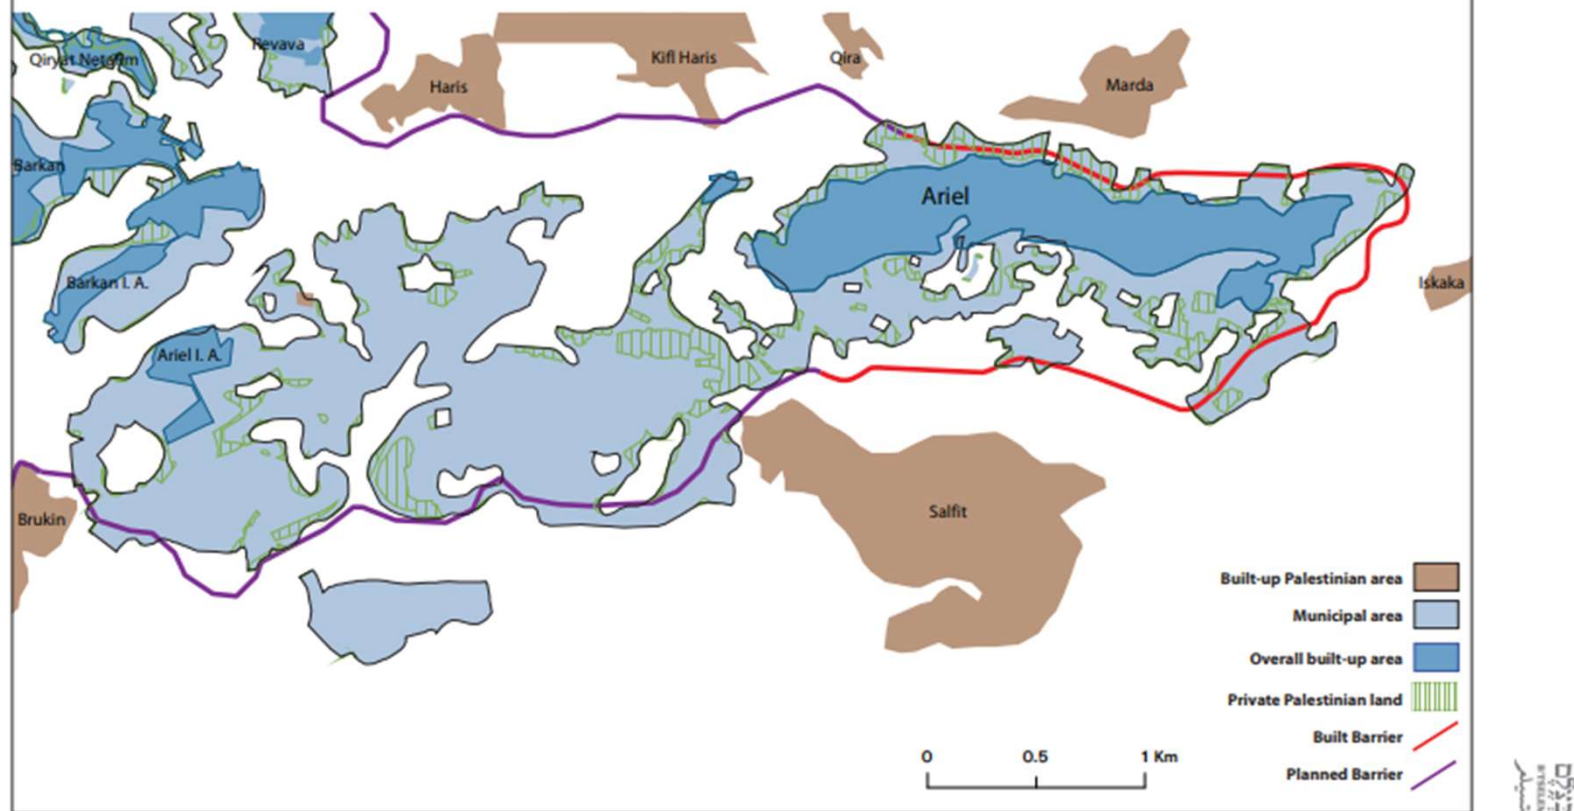 Revava
Qiryat Netafim
Haris
Kifl Haris
Qira
Marda
Barkan
Ariel
Barkan I. A.
Iskaka
Ariel I. A.
Brukin
Salfit
Built-up Palestinian area
Municipal area
Overall built-up area
Private Palestinian land
Built Barrier
Planned Barrier
0 0.5 1 Km